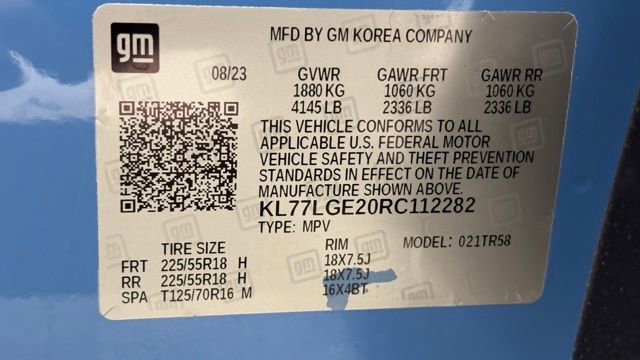 gm
MFD BY GM KOREA COMPANY
08/23 GVWR GAWR FRT GAWR RR
1880 KG 1060 KG 1060 KG
4145 LB 2336 LB 2336 LB
THIS VEHICLE CONFORMS TO ALL
APPLICABLE U.S. FEDERAL MOTOR
VEHICLE SAFETY AND THEFT PREVENTION
STANDARDS IN EFFECT ON THE DATE OF
MANUFACTURE SHOWN ABOVE.
KL77LGE20RC112282
TYPE: MPV
TIRE SIZE RIM MODEL: 021TR58
FRT 225/55R18 H 18X7.5J
RR 225/55R18 H 18X7.5J
SPA T125/70R16 M 16X4BT